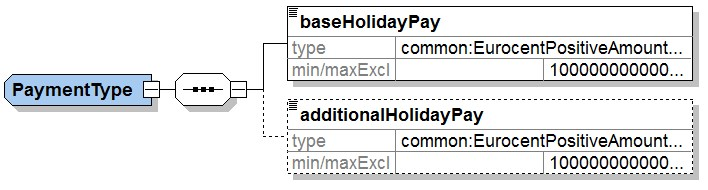 baseHolidayPay
type common:EurocentPositiveAmount...
min/maxExcl 100000000000...
PaymentType
additionalHolidayPay
type common:EurocentPositiveAmount...
min/maxExcl 100000000000...